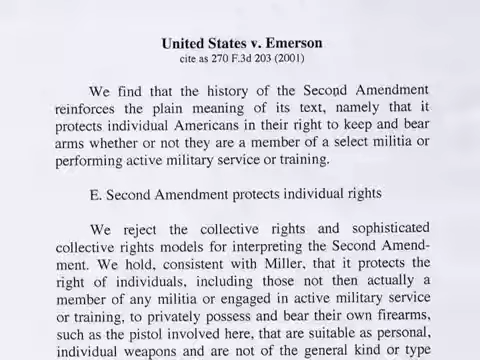 United States v. Emerson
cite as 270 F.3d 203 (2001)
We find that the history of the Second Amendment
reinforces the plain meaning of its text, namely that it
protects individual Americans in their right to keep and bear
arms whether or not they are a member of a select militia or
performing active military service or training.
E. Second Amendment protects individual rights
We reject the collective rights and sophisticated
collective rights models for interpreting the Second Amend-
ment. We hold, consistent with Miller, that it protects the
right of individuals, including those not then actually a
member of any militia or engaged in active military service
or training, to privately possess and bear their own firearms,
such as the pistol involved here, that are suitable as personal,
individual weapons and are not of the general kind or type